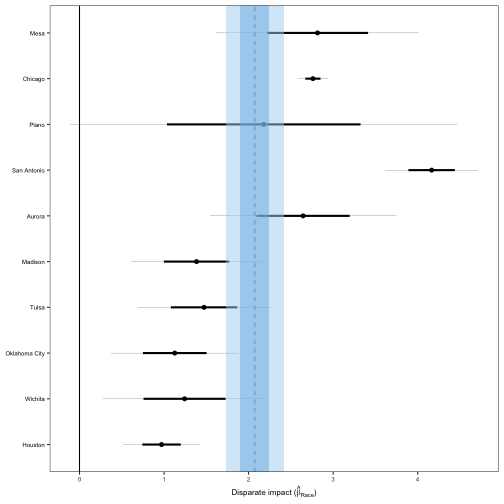 Mesa
Chicago
Plano
San Antonio
Aurora
Madison
Tulsa
Oklahoma City
Wichita
Houston
0 1 2 3 4
Disparate impact (β̂Race)